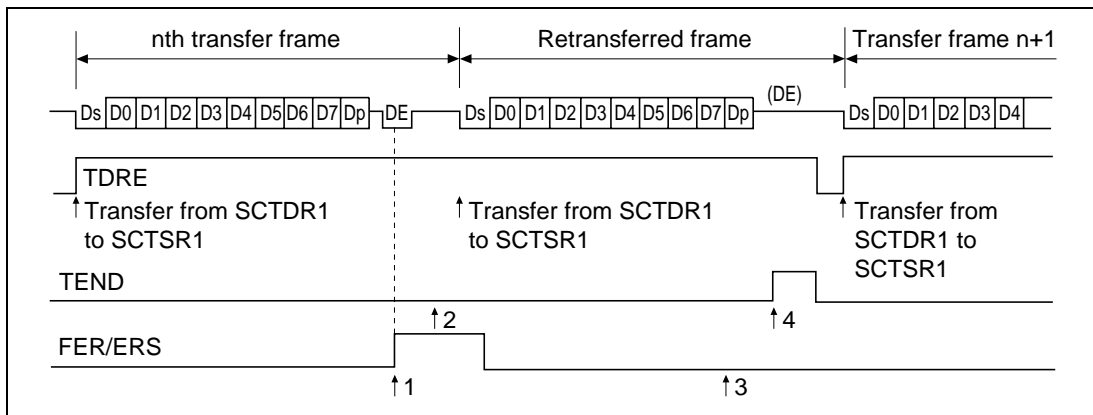 nth transfer frame
Retransferred frame
Transfer frame n+1
Ds D0 D1 D2 D3 D4 D5 D6 D7 Dp DE
Ds D0 D1 D2 D3 D4 D5 D6 D7 Dp
(DE)
Ds D0 D1 D2 D3 D4
TDRE
Transfer from SCTDR1
to SCTSR1
Transfer from SCTDR1
to SCTSR1
Transfer from
SCTDR1 to
SCTSR1
TEND
2
4
FER/ERS
1
3